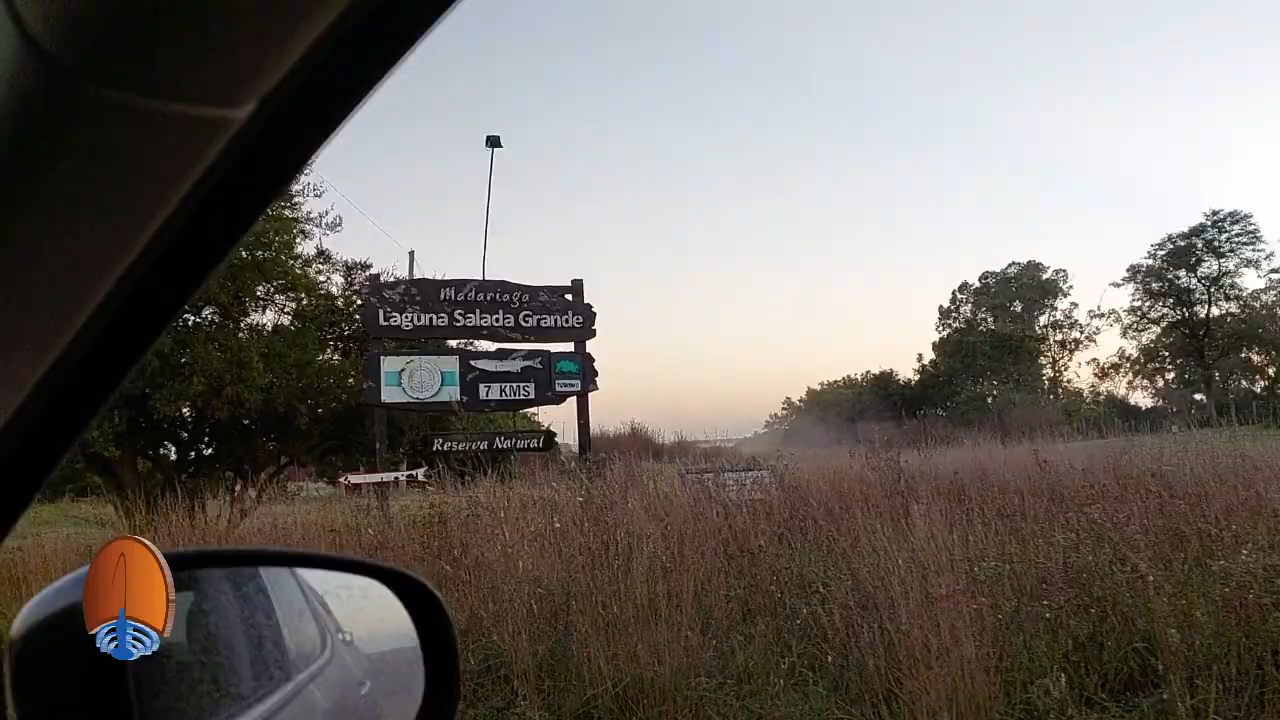 Madariaga
Laguna Salada Grande
7 KMS
TURISMO
Reserva Natural